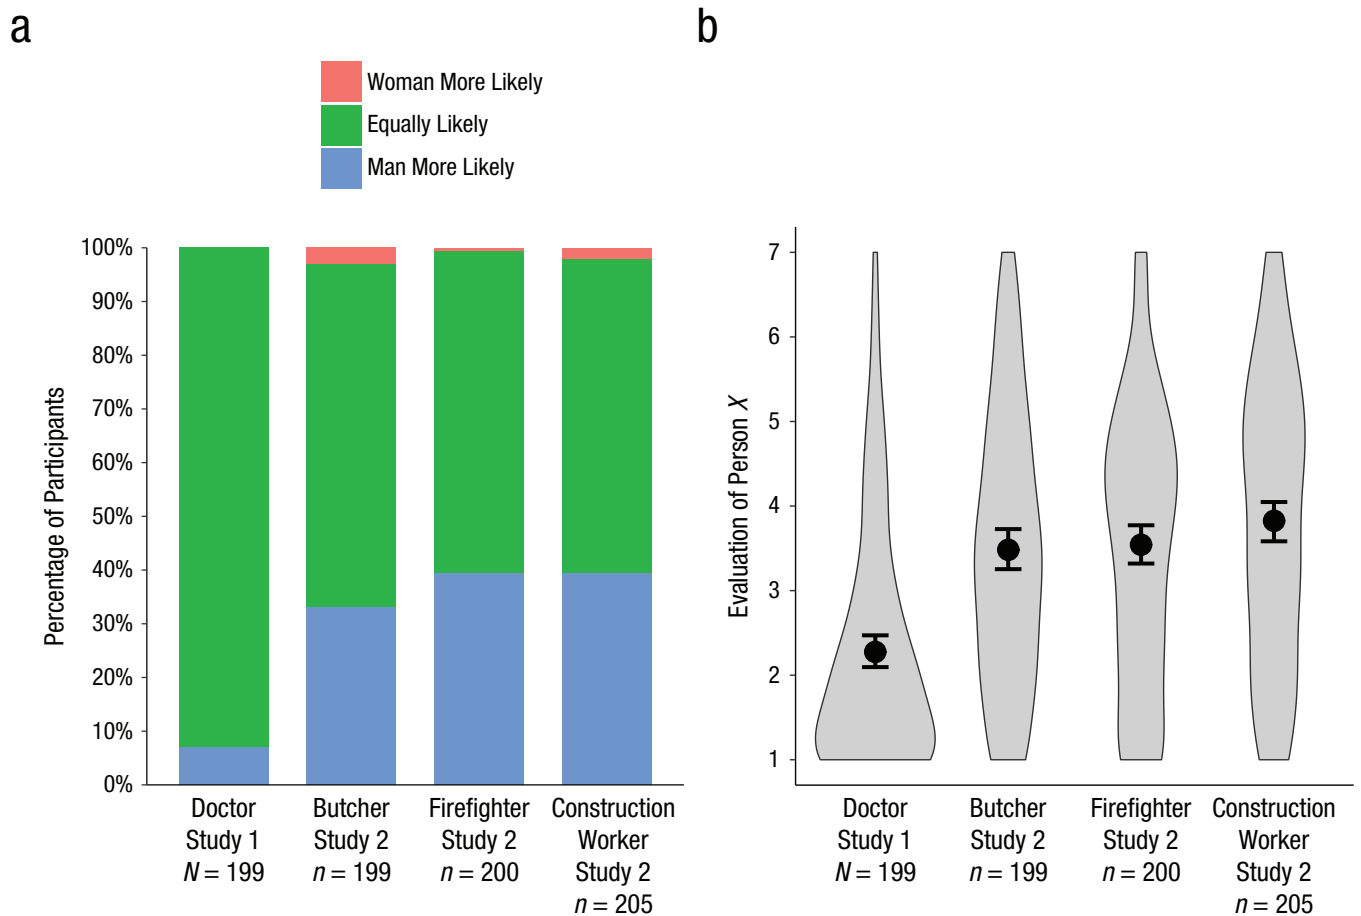 a
Woman More Likely
Equally Likely
Man More Likely
Percentage of Participants
100%
90%
80%
70%
60%
50%
40%
30%
20%
10%
0%
Doctor
Study 1
N = 199
Butcher
Study 2
n = 199
Firefighter
Study 2
n = 200
Construction
Worker
Study 2
n = 205
b
Evaluation of Person X
7
6
5
4
3
2
1
Doctor
Study 1
N = 199
Butcher
Study 2
n = 199
Firefighter
Study 2
n = 200
Construction
Worker
Study 2
n = 205